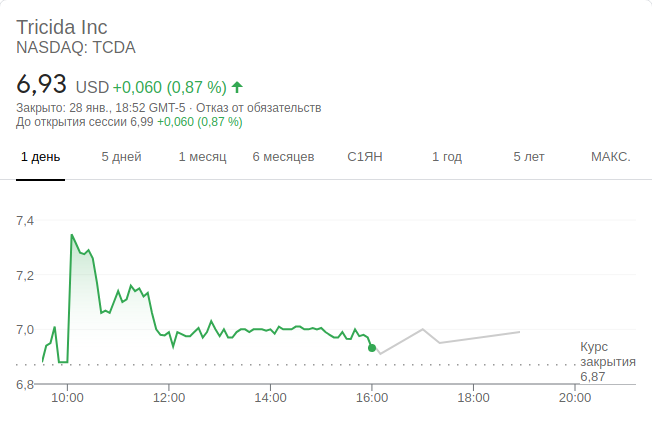 Tricida Inc
NASDAQ: TCDA
6,93 USD +0,060 (0,87 %)
Закрыто: 28 янв., 18:52 GMT-5 · Отказ от обязательств
До открытия сессии 6,99 +0,060 (0,87 %)
1 день 5 дней 1 месяц 6 месяцев С1ЯН 1 год 5 лет МАКС.
7,4
7,2
7,0
6,8
Курс
закрытия
6,87
10:00 12:00 14:00 16:00 18:00 20:00